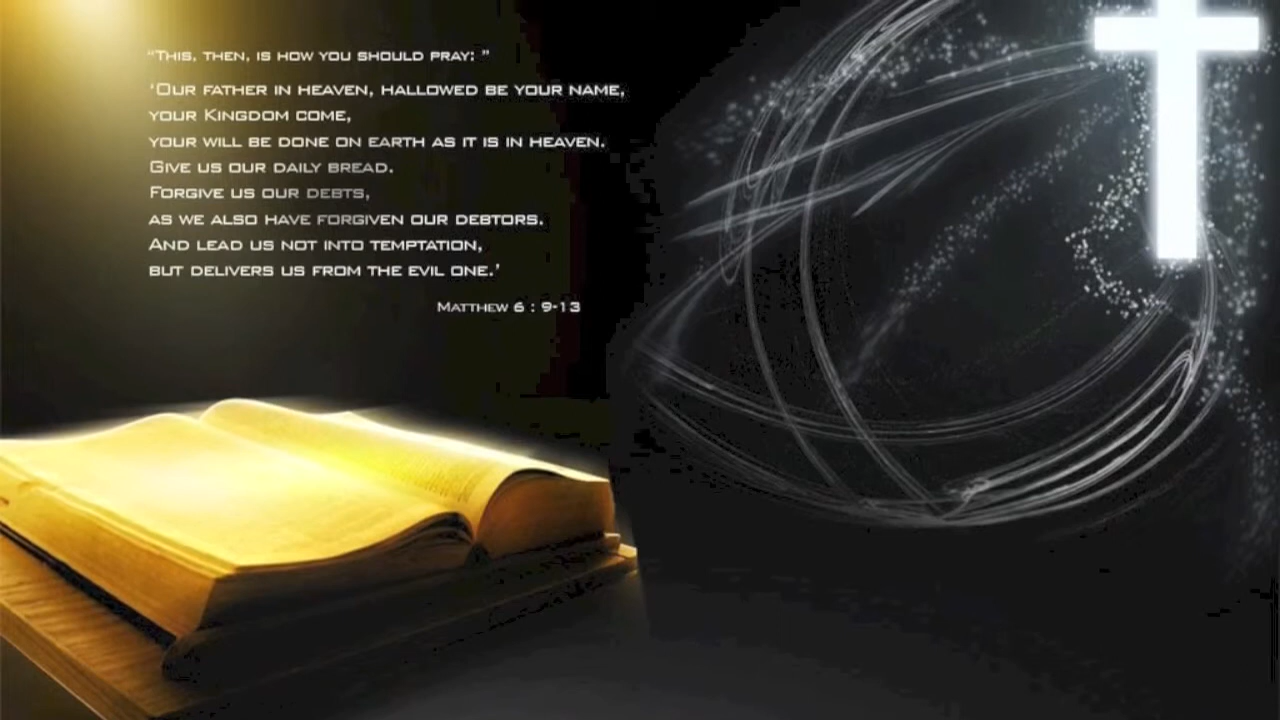 “This, then, is how you should pray: ”
‘Our Father in heaven, hallowed be your name,
your Kingdom come,
your will be done on earth as it is in heaven.
Give us our daily bread.
Forgive us our debts,
as we also have forgiven our debtors.
And lead us not into temptation,
but delivers us from the evil one.’
Matthew 6 : 9-13